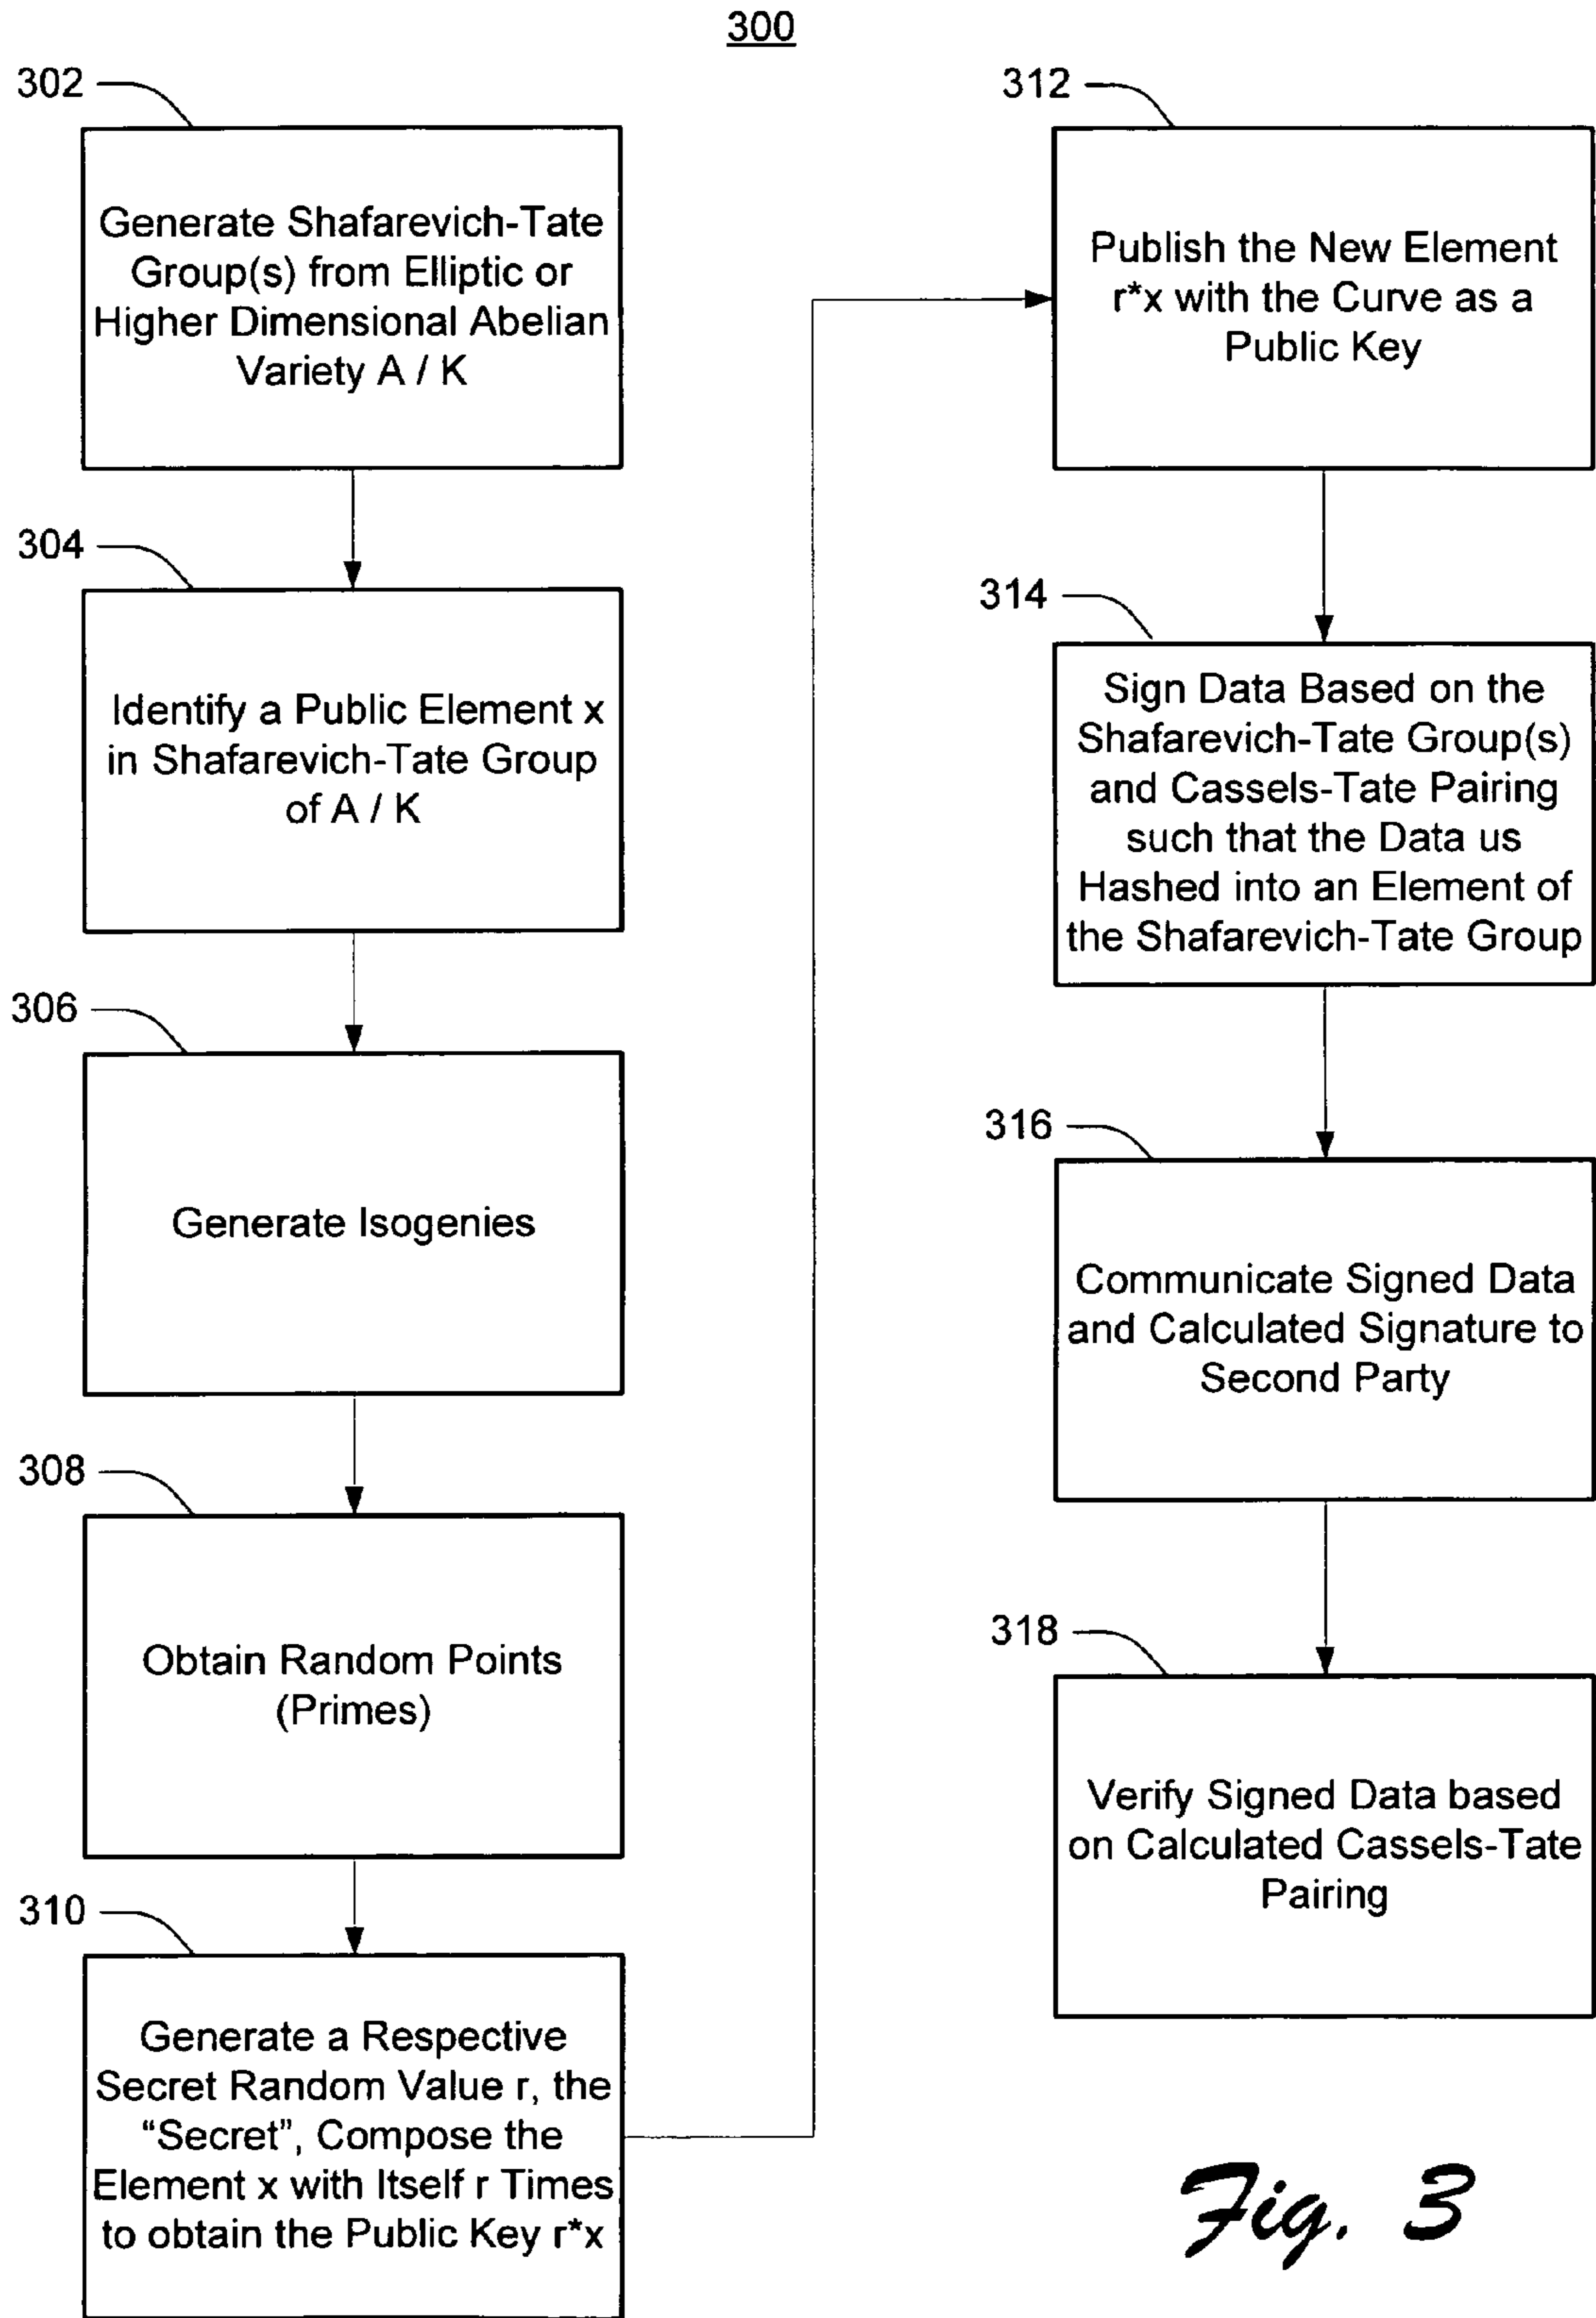 300
302
Generate Shafarevich-Tate
Group(s) from Elliptic or
Higher Dimensional Abelian
Variety A / K
304
Identify a Public Element x
in Shafarevich-Tate Group
of A / K
306
Generate Isogenies
308
Obtain Random Points
(Primes)
310
Generate a Respective
Secret Random Value r, the
“Secret”, Compose the
Element x with Itself r Times
to obtain the Public Key r*x
312
Publish the New Element
r*x with the Curve as a
Public Key
314
Sign Data Based on the
Shafarevich-Tate Group(s)
and Cassels-Tate Pairing
such that the Data us
Hashed into an Element of
the Shafarevich-Tate Group
316
Communicate Signed Data
and Calculated Signature to
Second Party
318
Verify Signed Data based
on Calculated Cassels-Tate
Pairing
Fig. 3